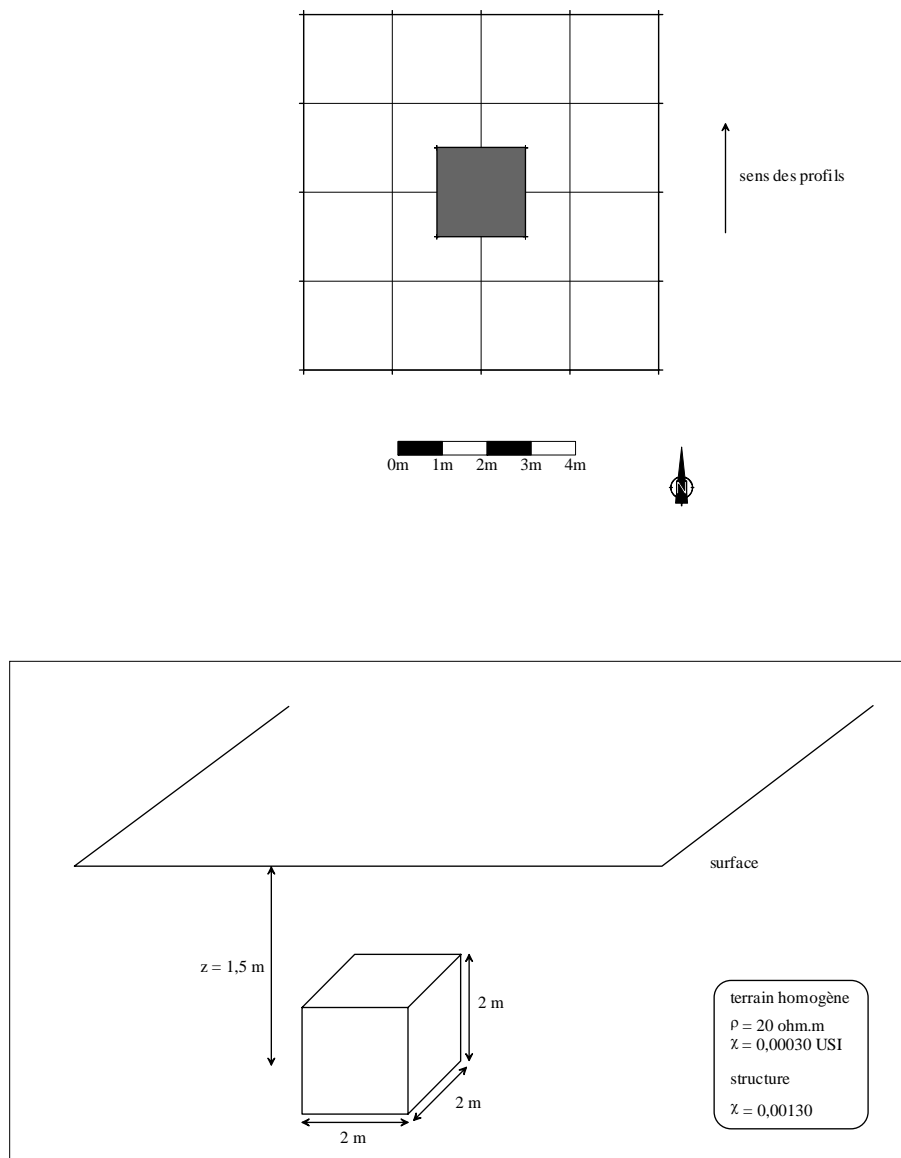 sens des profils
0m 1m 2m 3m 4m
N
surface
z = 1,5 m
2 m
2 m
2 m
terrain homogène
ρ = 20 ohm.m
χ = 0,00030 USI
structure
χ = 0,00130